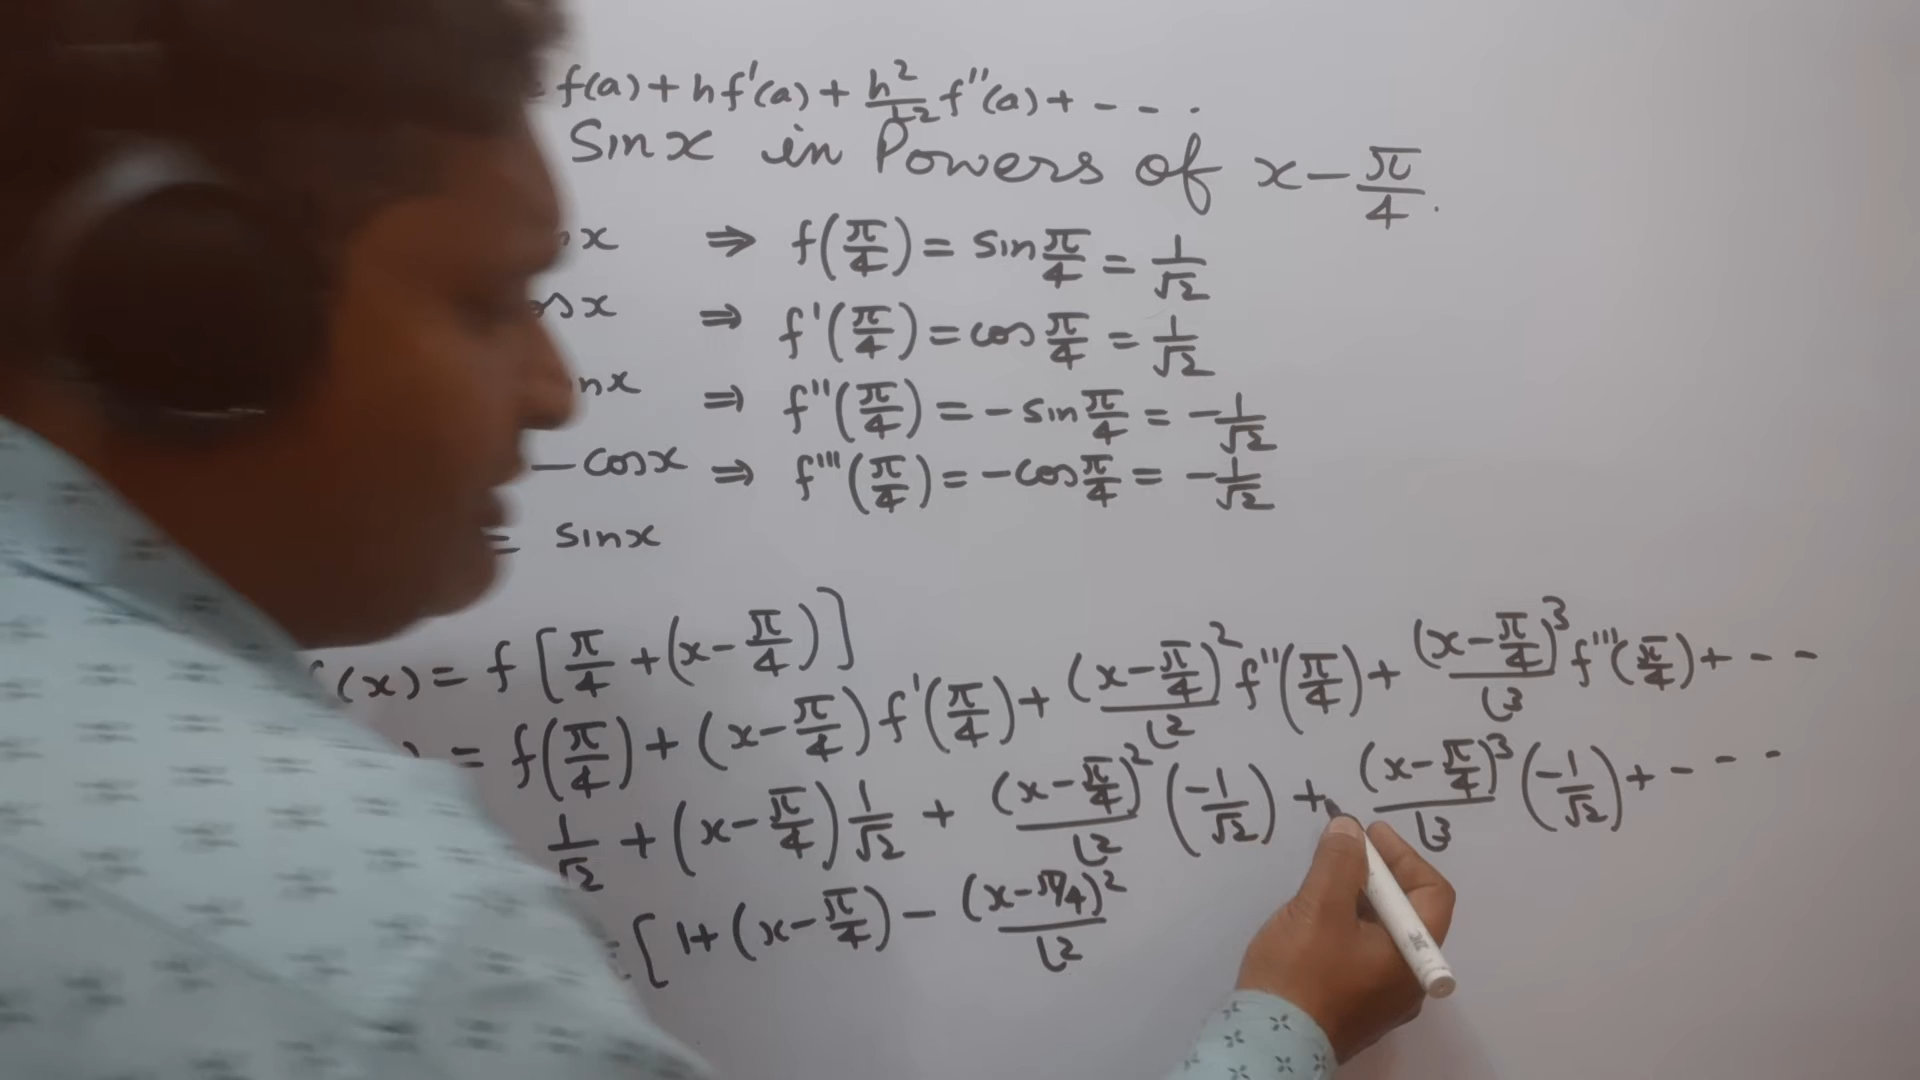 = f(a) + hf'(a) + h²/⌊2 f''(a) + - - -
Sin x in Powers of x - π/4.
x ⇒ f(π/4) = sin π/4 = 1/√2
x ⇒ f'(π/4) = cos π/4 = 1/√2
x ⇒ f''(π/4) = - sin π/4 = - 1/√2
- cosx ⇒ f'''(π/4) = - cos π/4 = - 1/√2
= sinx
(x) = f [π/4 + (x - π/4)]
) = f(π/4) + (x - π/4) f'(π/4) + (x - π/4)²/⌊2 f''(π/4) + (x - π/4)³/⌊3 f'''(π/4) + - - -
1/√2 + (x - π/4) 1/√2 + (x - π/4)²/⌊2 (-1/√2) + (x - π/4)³/⌊3 (-1/√2) + - - -
[1 + (x - π/4) - (x - π/4)²/⌊2